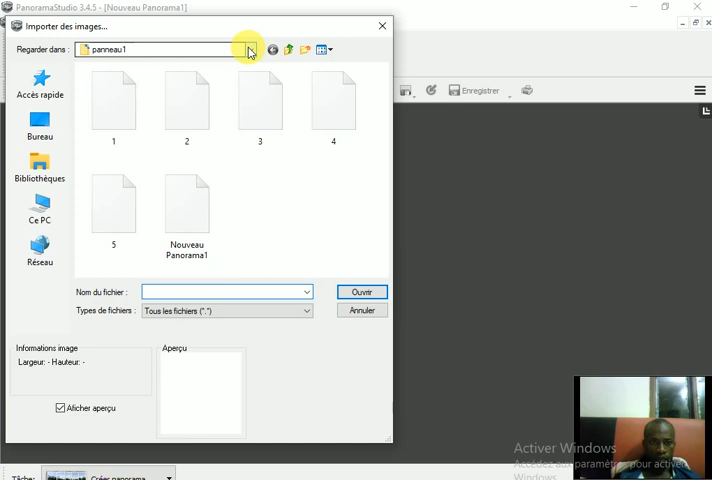 PanoramaStudio 3.4.5 - [Nouveau Panorama1]
Importer des images...
Regarder dans :
panneau1
Accès rapide
Bureau
Bibliothèques
Ce PC
Réseau
1
2
3
4
5
Nouveau
Panorama1
Enregistrer
Nom du fichier :
Ouvrir
Types de fichiers :
Tous les fichiers (*.*)
Annuler
Informations image
Largeur: - Hauteur: -
Aperçu
Afficher aperçu
Activer Windows
Accédez aux paramètres pour activer
Windows.
Tâche:
Créer panorama